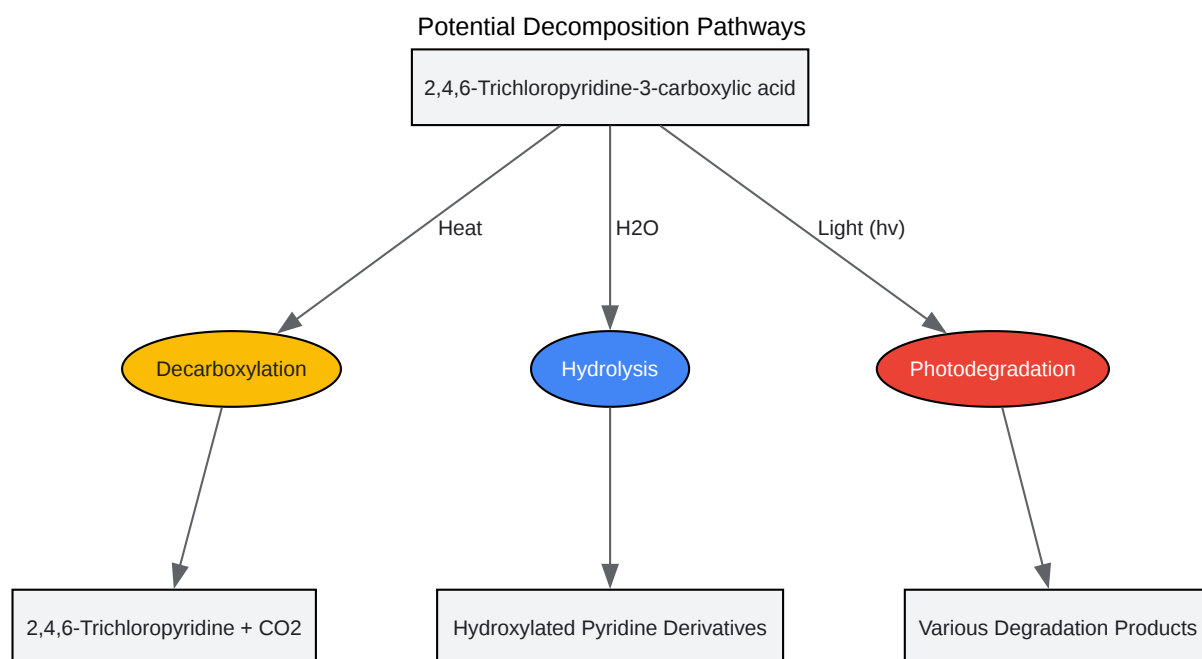 Potential Decomposition Pathways
2,4,6-Trichloropyridine-3-carboxylic acid
Heat
H2O
Light (hv)
Decarboxylation
Hydrolysis
Photodegradation
2,4,6-Trichloropyridine + CO2
Hydroxylated Pyridine Derivatives
Various Degradation Products